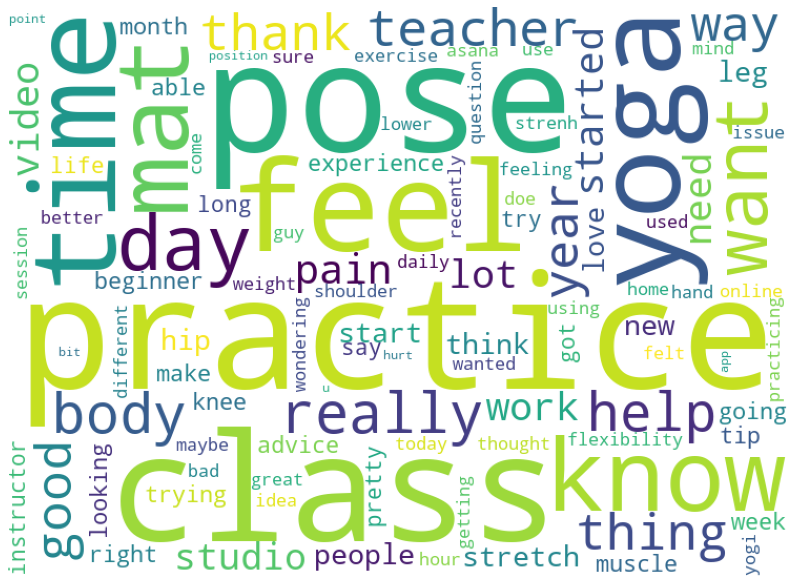 point
month
thank
teacher
way
position
sure
exercise
asana
use
mind
time
mat
pose
yoga
video
able
leg
question
year
started
want
issue
lower
strenh
life
come
experience
feeling
need
better
long
feel
recently
doe
try
love
used
guy
day
session
beginner
weight
pain
daily
lot
home
hand
online
shoulder
using
practice
different
hip
wondering
start
think
got
new
practicing
bit
say
hurt
felt
app
make
wanted
body
knee
u
really
work
help
going
looking
maybe
advice
today
thought
flexibility
tip
instructor
good
bad
class
pretty
know
great
trying
idea
getting
thing
week
right
studio
people
hour
stretch
muscle
yogi